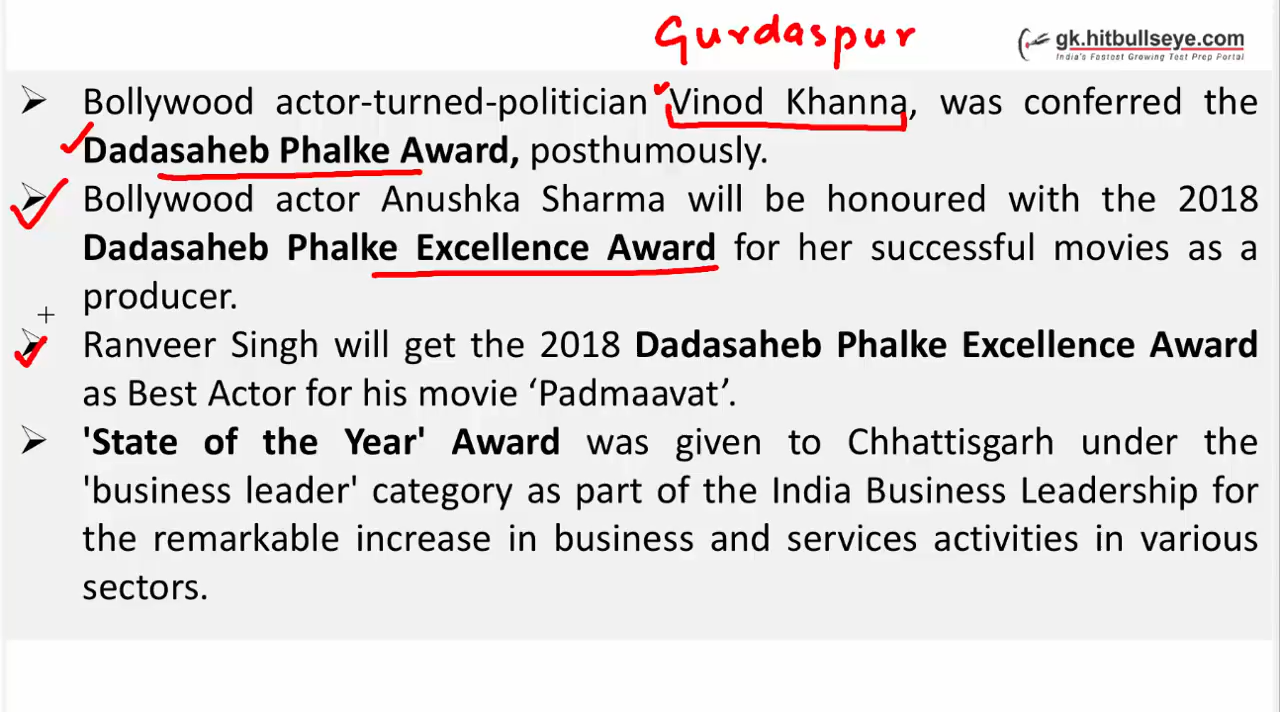 Gurdaspur
gk.hitbullseye.com
India's Fastest Growing Test Prep Portal
Bollywood actor-turned-politician Vinod Khanna, was conferred the
Dadasaheb Phalke Award, posthumously.
Bollywood actor Anushka Sharma will be honoured with the 2018
Dadasaheb Phalke Excellence Award for her successful movies as a
producer.
Ranveer Singh will get the 2018 Dadasaheb Phalke Excellence Award
as Best Actor for his movie ‘Padmaavat’.
'State of the Year' Award was given to Chhattisgarh under the
'business leader' category as part of the India Business Leadership for
the remarkable increase in business and services activities in various
sectors.